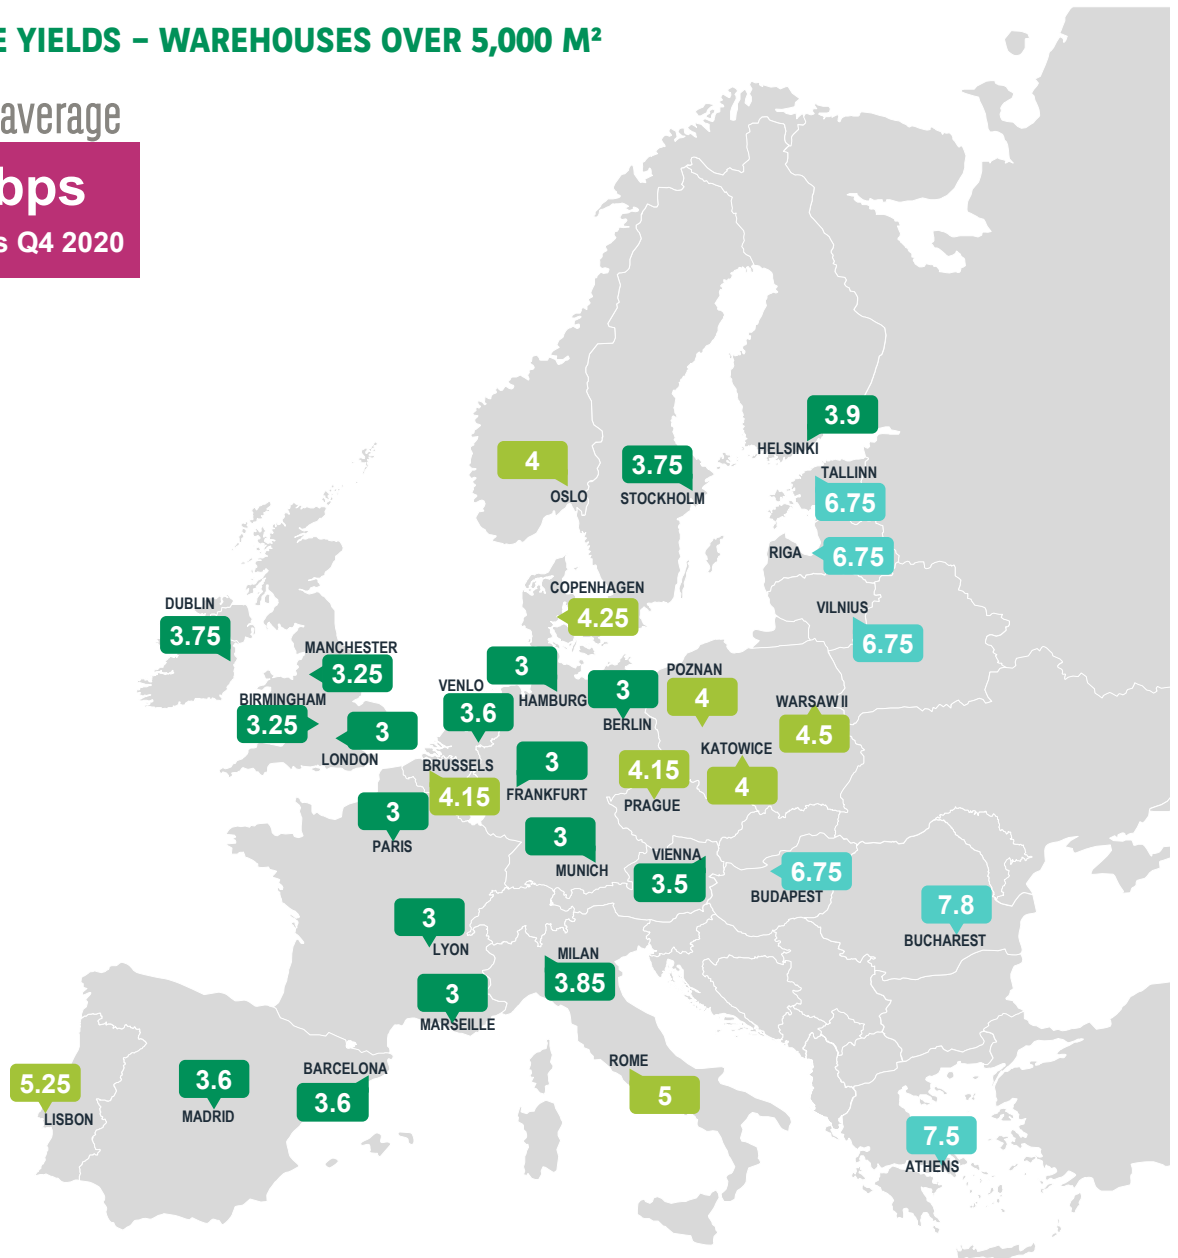 E YIELDS – WAREHOUSES OVER 5,000 M²
average
bps
s Q4 2020
3.9
HELSINKI
4
OSLO
3.75
STOCKHOLM
TALLINN
6.75
RIGA
6.75
COPENHAGEN
4.25
VILNIUS
6.75
DUBLIN
3.75
MANCHESTER
3.25
BIRMINGHAM
3.25
3
LONDON
3
HAMBURG
VENLO
3.6
3
BERLIN
POZNAN
4
WARSAW II
4.5
KATOWICE
4
BRUSSELS
4.15
3
FRANKFURT
4.15
PRAGUE
3
PARIS
3
MUNICH
VIENNA
3.5
6.75
BUDAPEST
7.8
BUCHAREST
3
LYON
MILAN
3.85
3
MARSEILLE
BARCELONA
3.6
3.6
MADRID
5.25
LISBON
ROME
5
7.5
ATHENS